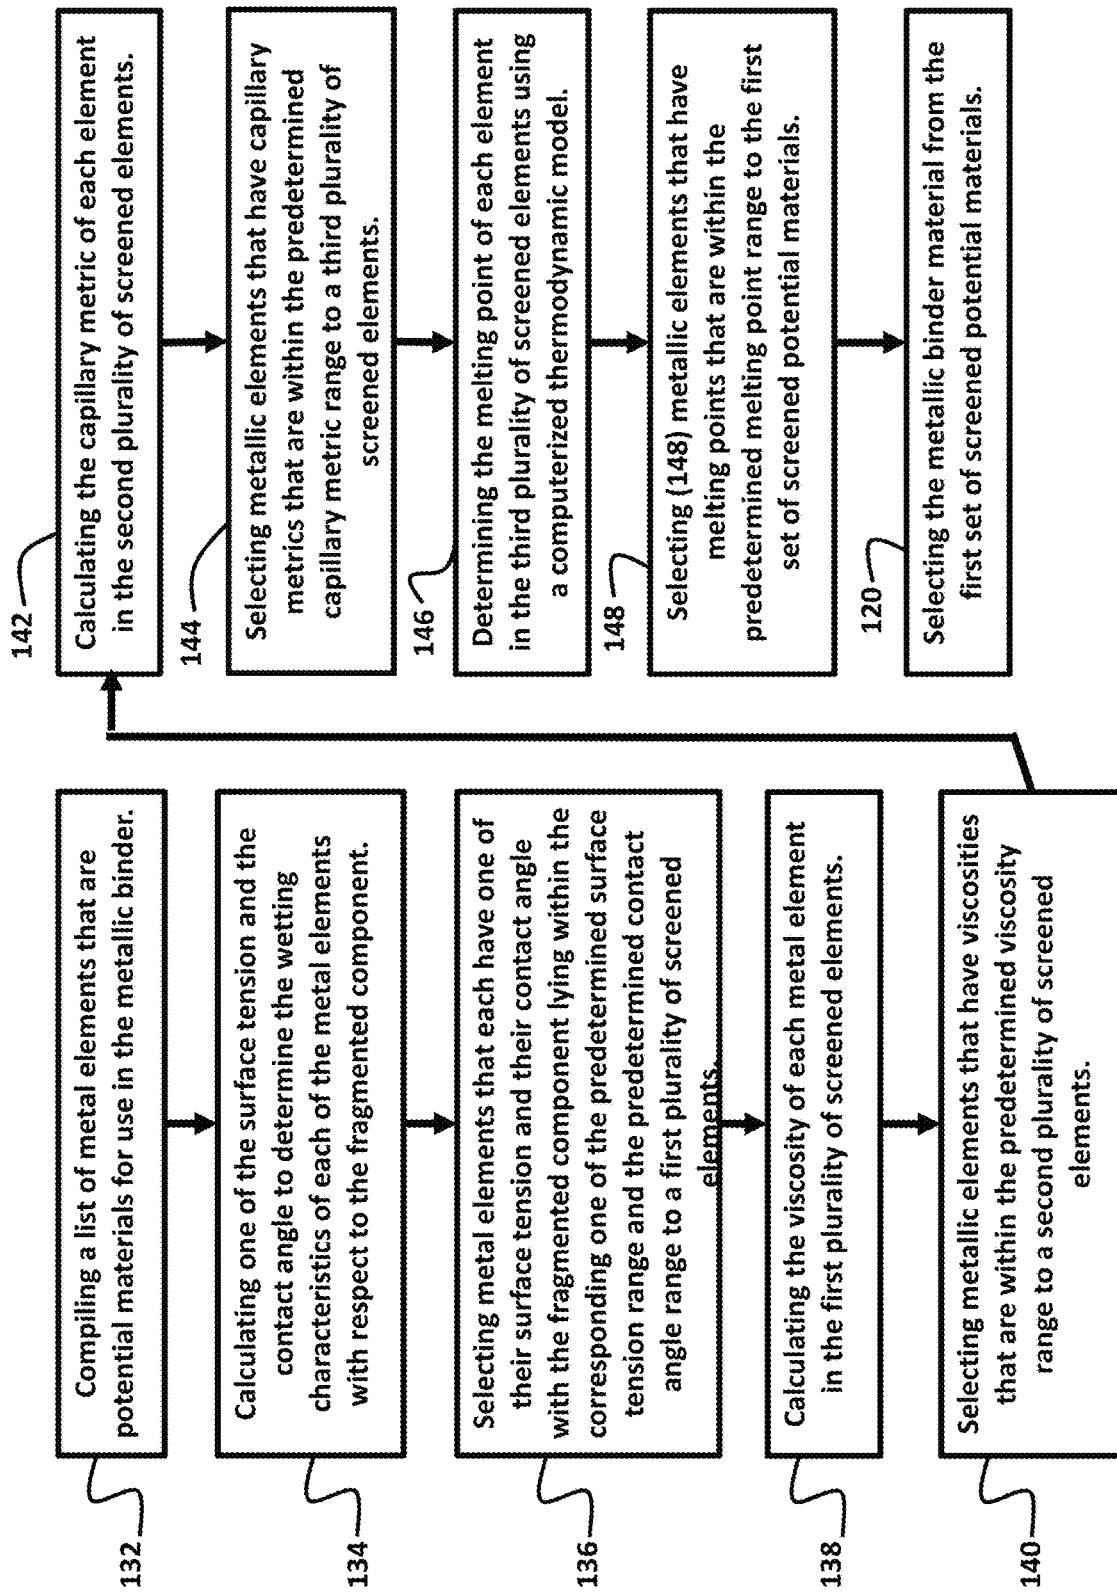 132
Compiling a list of metal elements that are
potential materials for use in the metallic binder.
134
Calculating one of the surface tension and the
contact angle to determine the wetting
characteristics of each of the metal elements
with respect to the fragmented component.
136
Selecting metal elements that each have one of
their surface tension and their contact angle
with the fragmented component lying within the
corresponding one of the predetermined surface
tension range and the predetermined contact
angle range to a first plurality of screened
elements.
138
Calculating the viscosity of each metal element
in the first plurality of screened elements.
140
Selecting metallic elements that have viscosities
that are within the predetermined viscosity
range to a second plurality of screened
elements.
142
Calculating the capillary metric of each element
in the second plurality of screened elements.
144
Selecting metallic elements that have capillary
metrics that are within the predetermined
capillary metric range to a third plurality of
screened elements.
146
Determining the melting point of each element
in the third plurality of screened elements using
a computerized thermodynamic model.
148
Selecting (148) metallic elements that have
melting points that are within the
predetermined melting point range to the first
set of screened potential materials.
120
Selecting the metallic binder material from the
first set of screened potential materials.